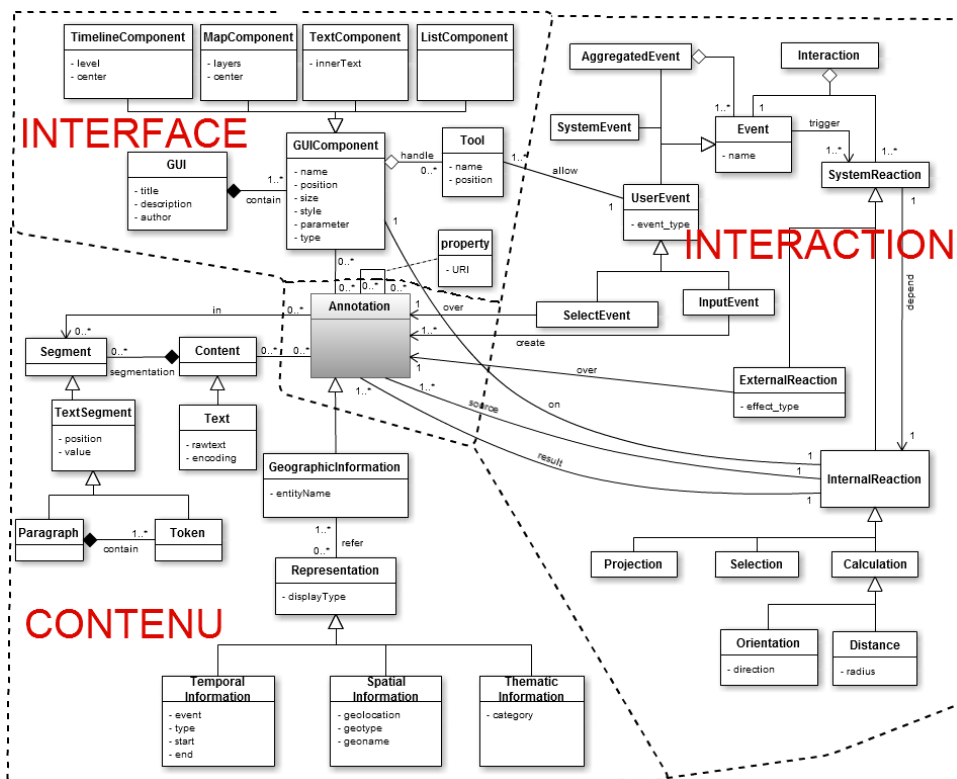 TimelineComponent
- level
- center
MapComponent
- layers
- center
TextComponent
- innerText
ListComponent
INTERFACE
GUI
- title
- description
- author
1..*
contain
GUIComponent
- name
- position
- size
- style
- parameter
- type
handle
0..*
Tool
- name
- position
1..*
allow
1
1
property
- URI
0..*
0..*
0..*
0..*
AggregatedEvent
Interaction
SystemEvent
1..*
1
Event
- name
trigger
1..*
1..*
SystemReaction
UserEvent
- event_type
INTERACTION
SelectEvent
InputEvent
depend
1
ExternalReaction
- effect_type
Annotation
1
over
1..*
create
1
over
1..*
source
1..*
result
on
1
1
1
InternalReaction
Projection
Selection
Calculation
Orientation
- direction
Distance
- radius
in
0..*
0..*
Segment
0..*
segmentation
Content
0..*
0..*
TextSegment
- position
- value
Text
- rawtext
- encoding
Paragraph
1..*
contain
Token
GeographicInformation
- entityName
1..*
refer
0..*
Representation
- displayType
CONTENU
Temporal
Information
- event
- type
- start
- end
Spatial
Information
- geolocation
- geotype
- geoname
Thematic
Information
- category